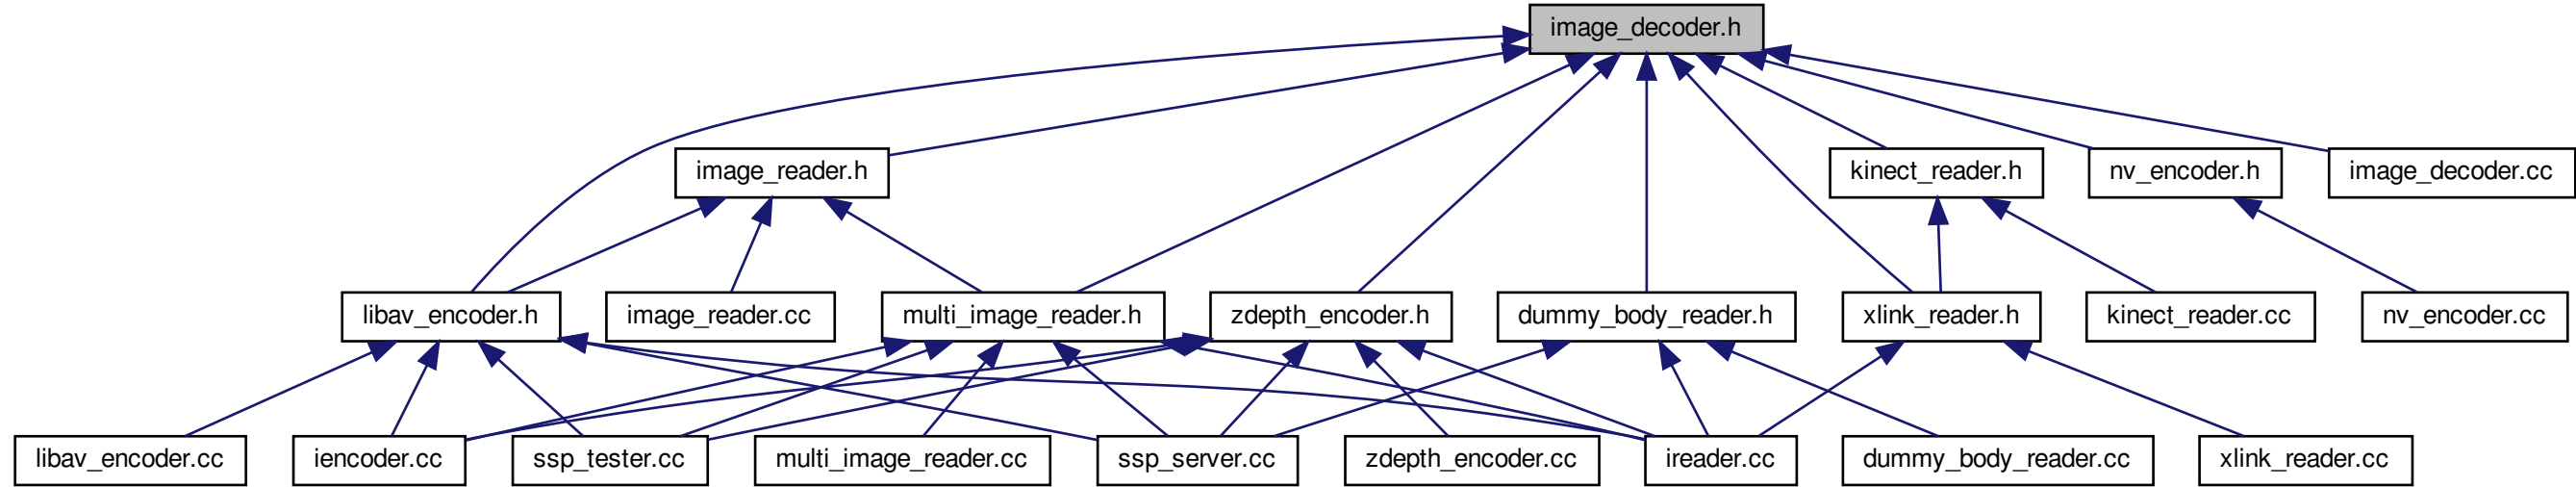 image_decoder.h
image_reader.h
kinect_reader.h
nv_encoder.h
image_decoder.cc
libav_encoder.h
image_reader.cc
multi_image_reader.h
zdepth_encoder.h
dummy_body_reader.h
xlink_reader.h
kinect_reader.cc
nv_encoder.cc
libav_encoder.cc
iencoder.cc
ssp_tester.cc
multi_image_reader.cc
ssp_server.cc
zdepth_encoder.cc
ireader.cc
dummy_body_reader.cc
xlink_reader.cc